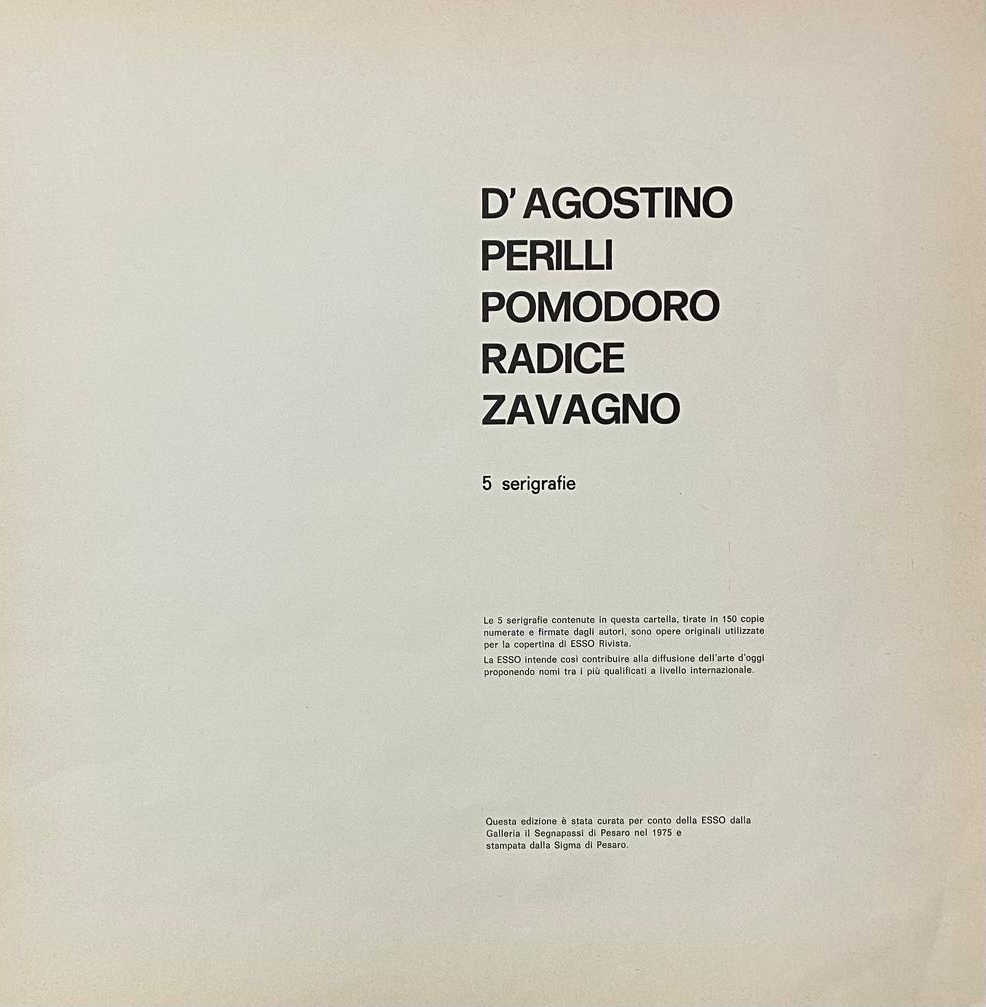 D' AGOSTINO
PERILLI
POMODORO
RADICE
ZAVAGNO
5 serigrafie
Le 5 serigrafie contenute in questa cartella, tirate in 150 copie
numerate e firmate dagli autori, sono opere originali utilizzate
per la copertina di ESSO Rivista.
La ESSO intende così contribuire alla diffusione dell'arte d'oggi
proponendo nomi tra i più qualificati a livello internazionale.
Questa edizione è stata curata per conto della ESSO dalla
Galleria il Segnapassi di Pesaro nel 1975 e
stampata dalla Sigma di Pesaro.